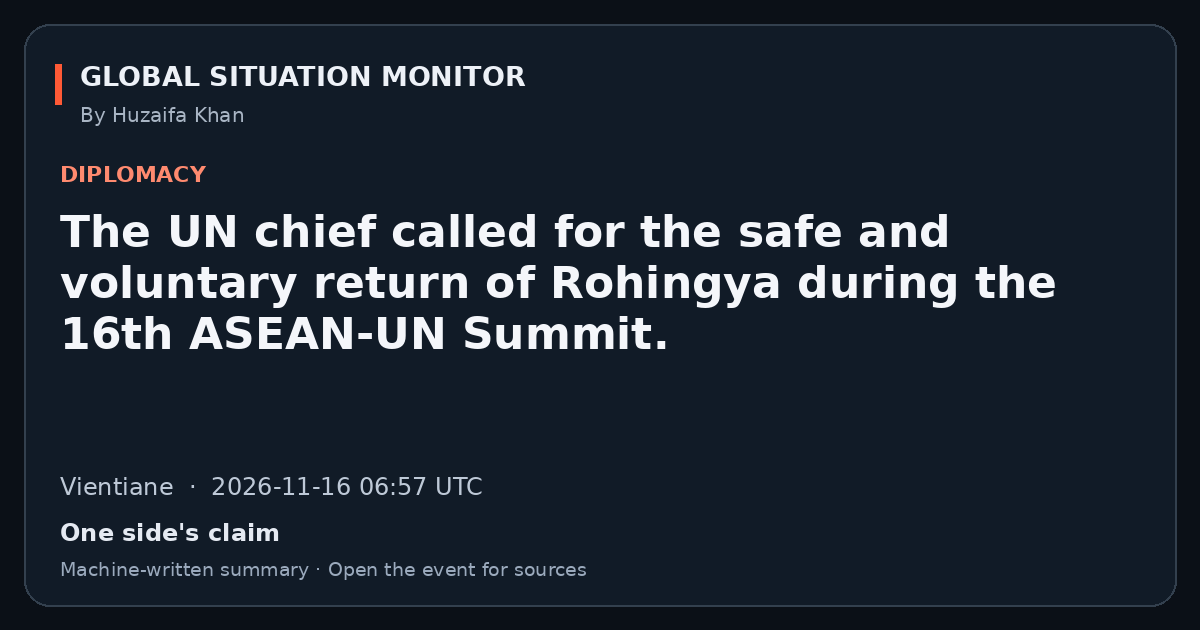 GLOBAL SITUATION MONITOR
By Huzaifa Khan
DIPLOMACY
The UN chief called for the safe and
voluntary return of Rohingya during the
16th ASEAN-UN Summit.
Vientiane · 2026-11-16 06:57 UTC
One side's claim
Machine-written summary · Open the event for sources